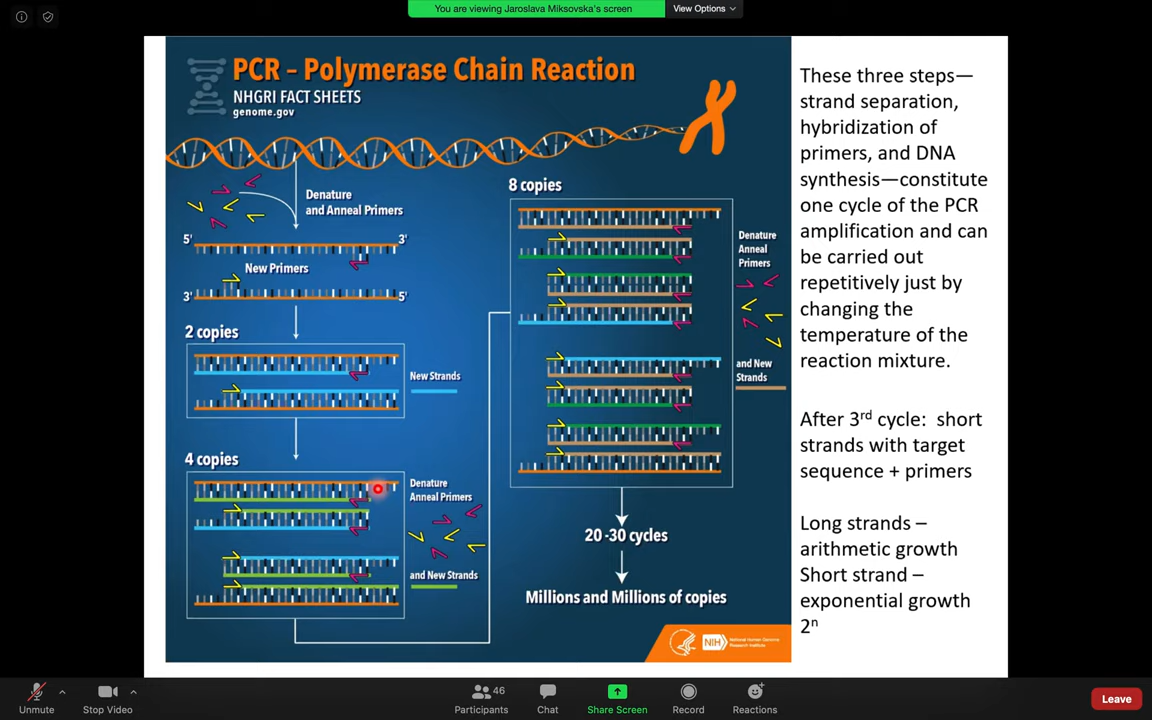 You are viewing Jaroslava Miksovska's screen
View Options
PCR – Polymerase Chain Reaction
NHGRI FACT SHEETS
genome.gov
Denature
and Anneal Primers
5'
3'
New Primers
3'
5'
2 copies
New Strands
4 copies
Denature
Anneal Primers
and New Strands
8 copies
Denature
Anneal
Primers
and New
Strands
20 -30 cycles
Millions and Millions of copies
NIH
National Human Genome
Research Institute
These three steps—
strand separation,
hybridization of
primers, and DNA
synthesis—constitute
one cycle of the PCR
amplification and can
be carried out
repetitively just by
changing the
temperature of the
reaction mixture.
After 3rd cycle: short
strands with target
sequence + primers
Long strands –
arithmetic growth
Short strand –
exponential growth
2ⁿ
Unmute
Stop Video
46
Participants
Chat
Share Screen
Record
Reactions
Leave